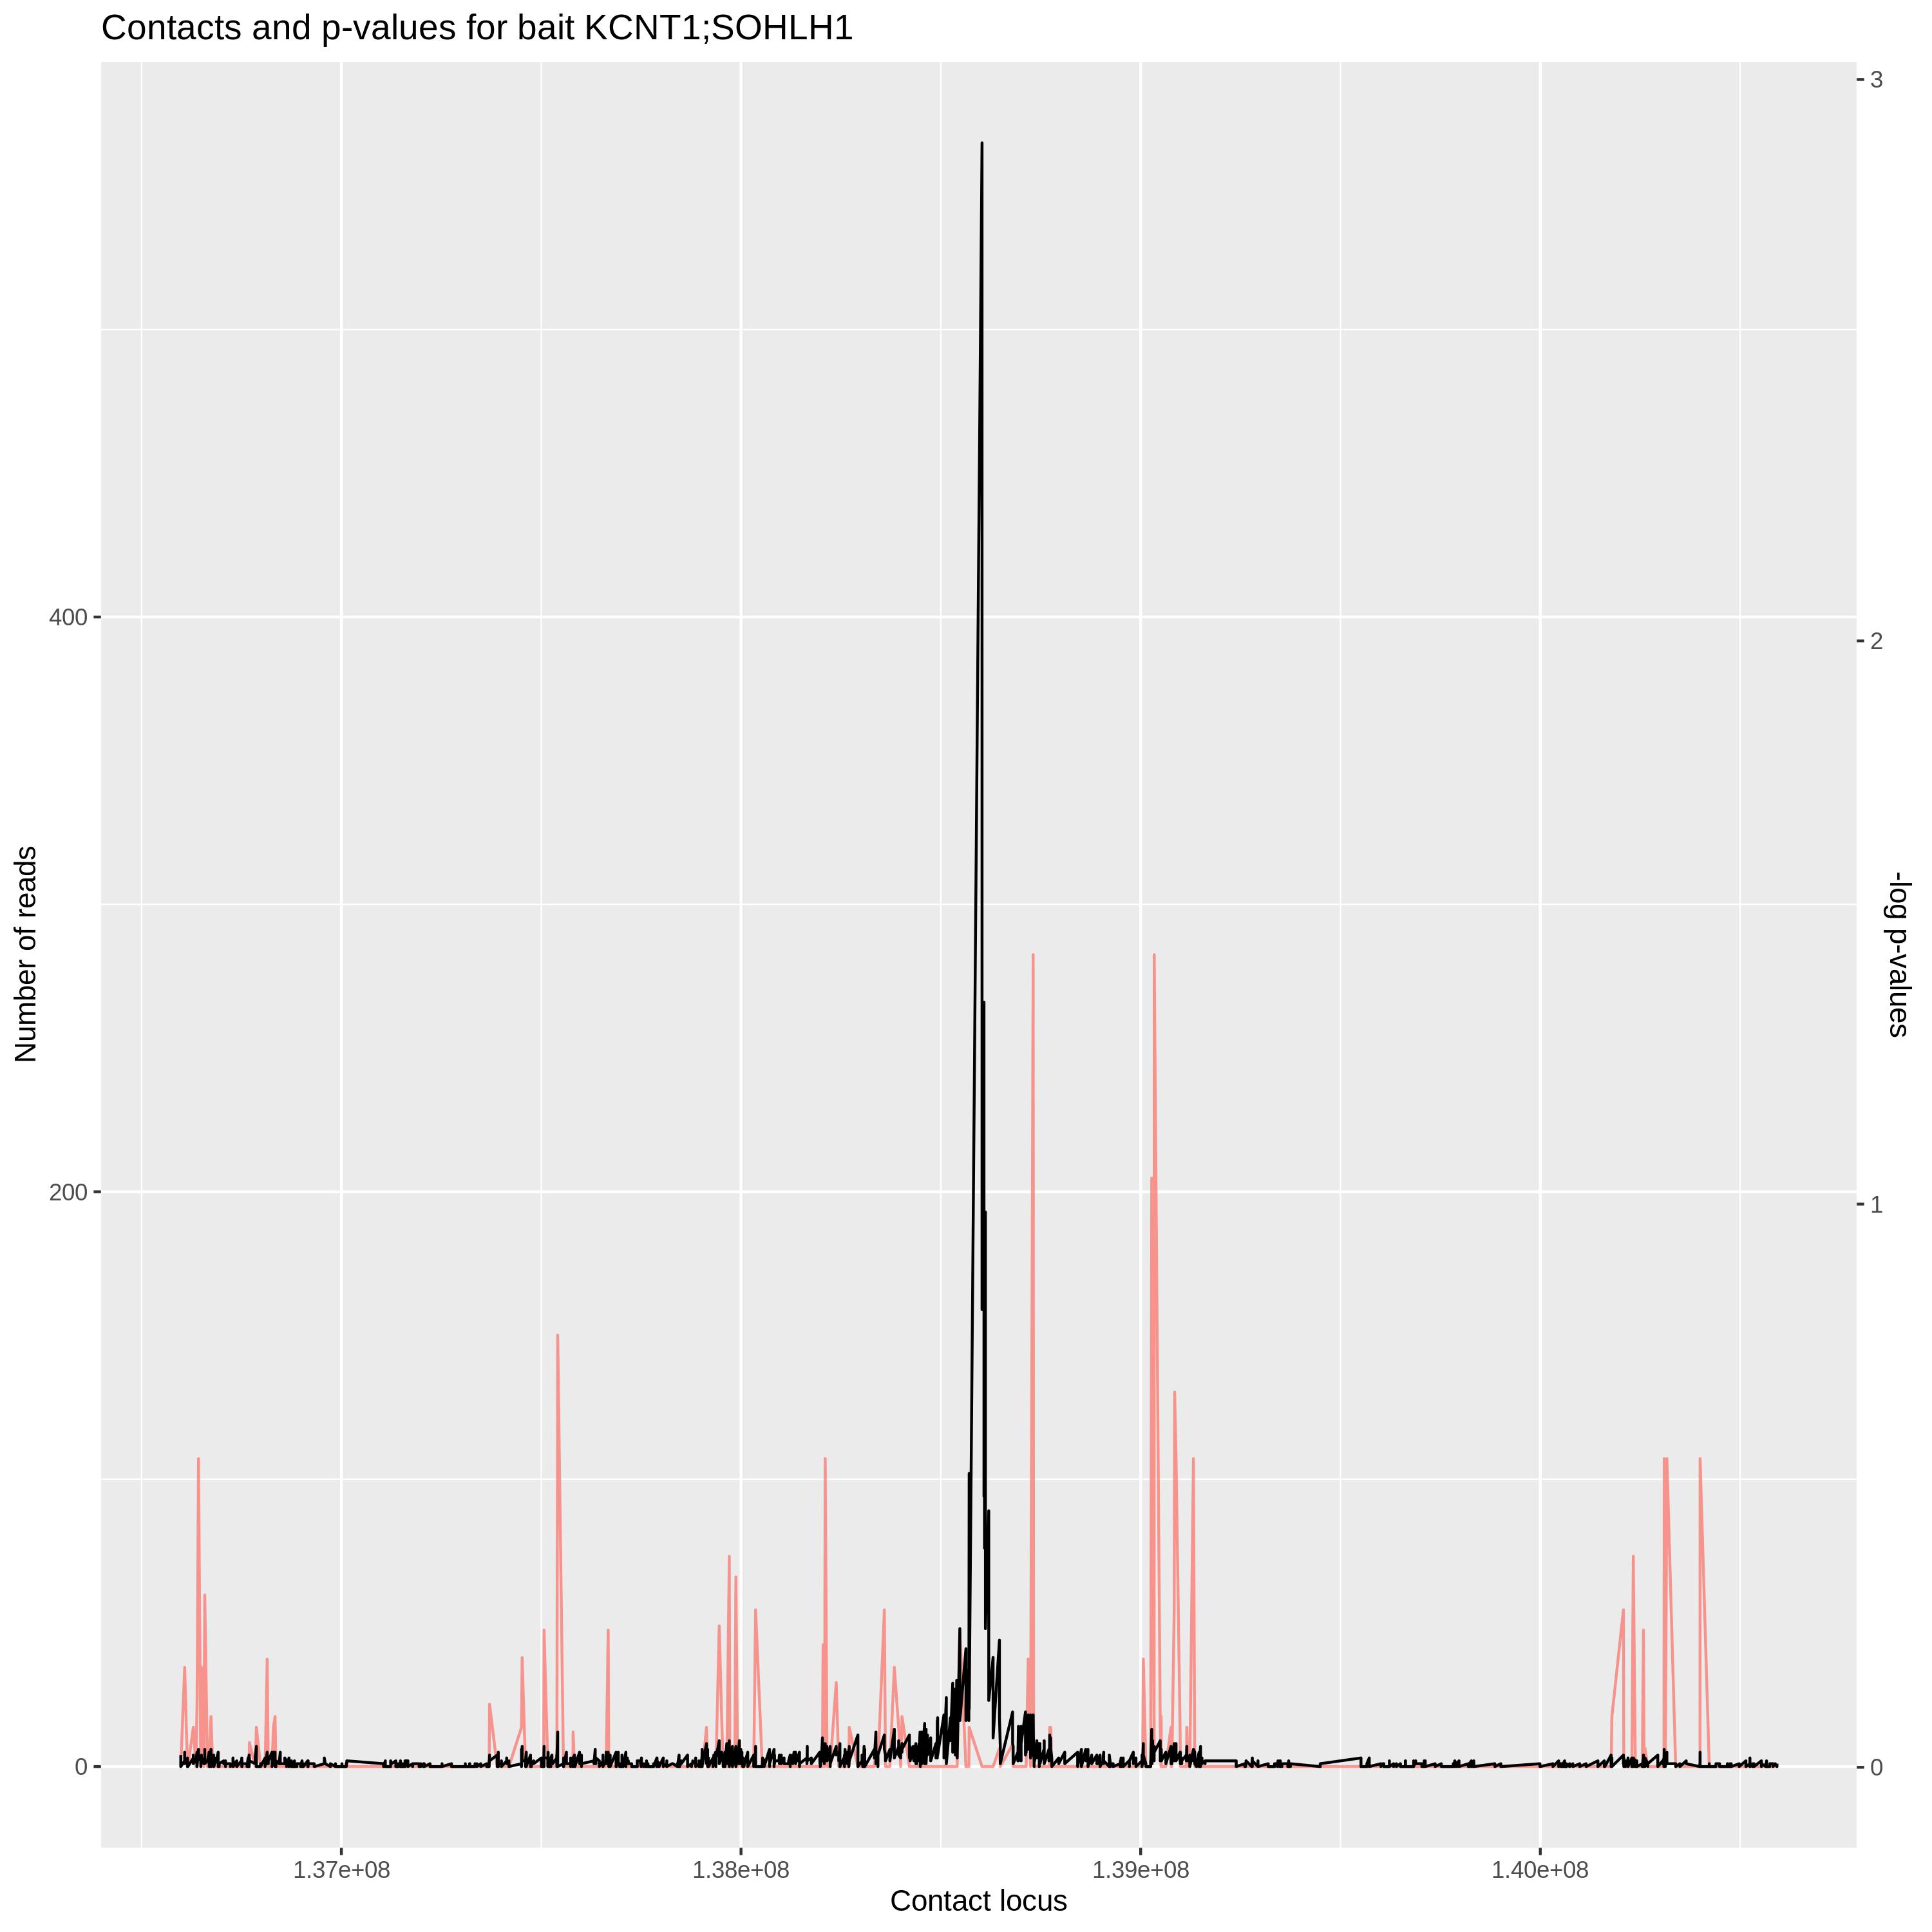 Contacts and p-values for bait KCNT1;SOHLH1
3
400
2
Number of reads
-log p-values
200
1
0
0
1.37e+08
1.38e+08
1.39e+08
1.40e+08
Contact locus